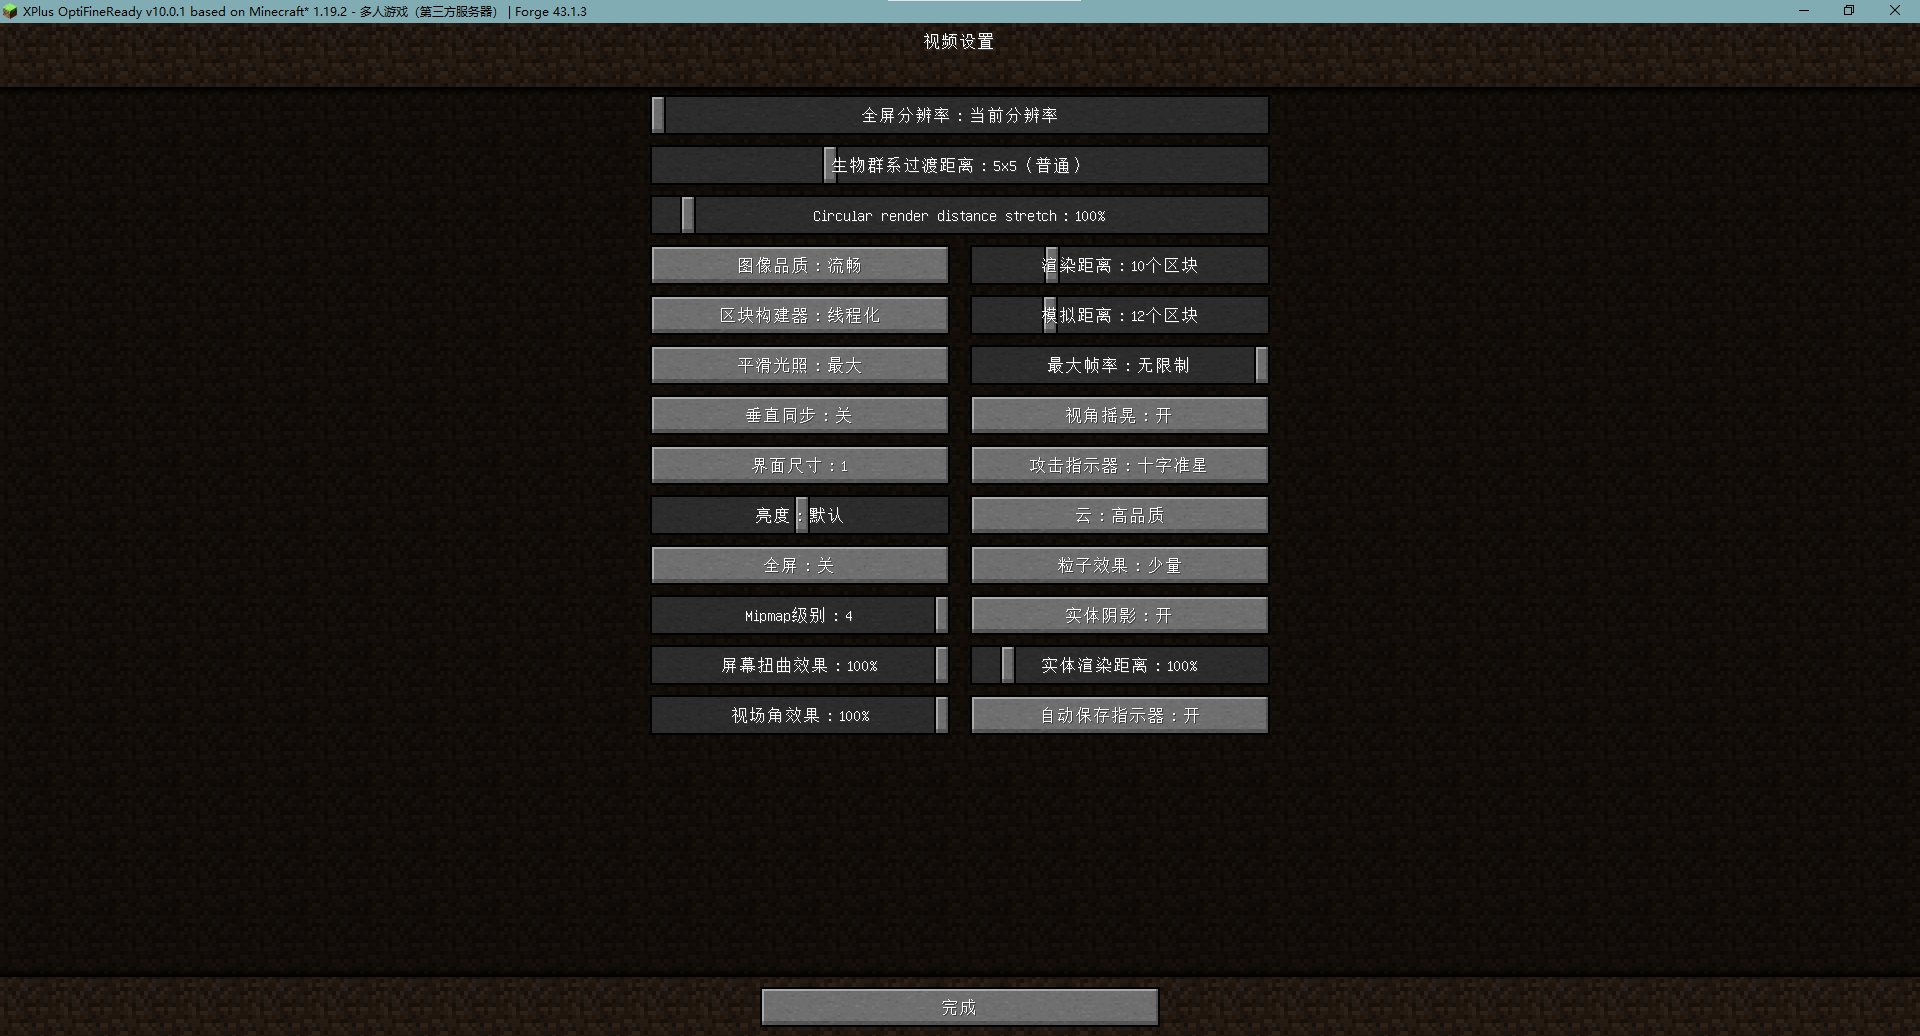 XPlus OptiFineReady v10.0.1 based on Minecraft* 1.19.2 - 多人游戏（第三方服务器） | Forge 43.1.3
视频设置
全屏分辨率：当前分辨率
生物群系过渡距离：5x5（普通）
Circular render distance stretch：100%
图像品质：流畅
渲染距离：10个区块
区块构建器：线程化
模拟距离：12个区块
平滑光照：最大
最大帧率：无限制
垂直同步：关
视角摇晃：开
界面尺寸：1
攻击指示器：十字准星
亮度：默认
云：高品质
全屏：关
粒子效果：少量
Mipmap级别：4
实体阴影：开
屏幕扭曲效果：100%
实体渲染距离：100%
视场角效果：100%
自动保存指示器：开
完成